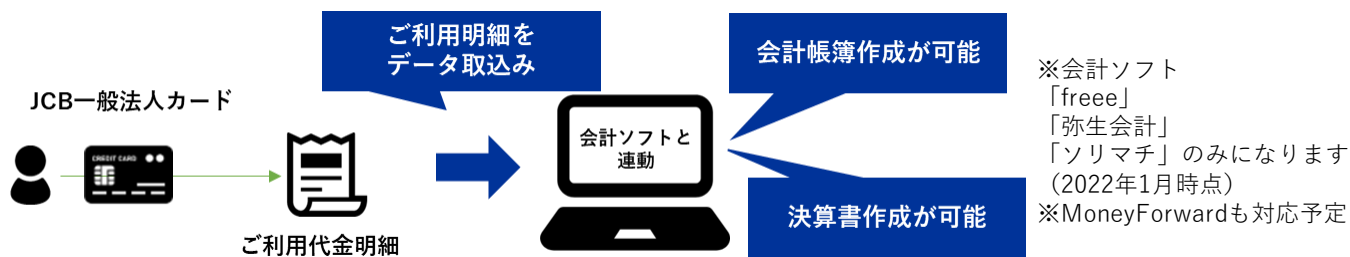 JCB一般法人カード
CREDIT CARD
ご利用代金明細
ご利用明細を
データ取込み
会計ソフトと
連動
会計帳簿作成が可能
決算書作成が可能
※会計ソフト
「freee」
「弥生会計」
「ソリマチ」のみになります
（2022年1月時点）
※MoneyForwardも対応予定